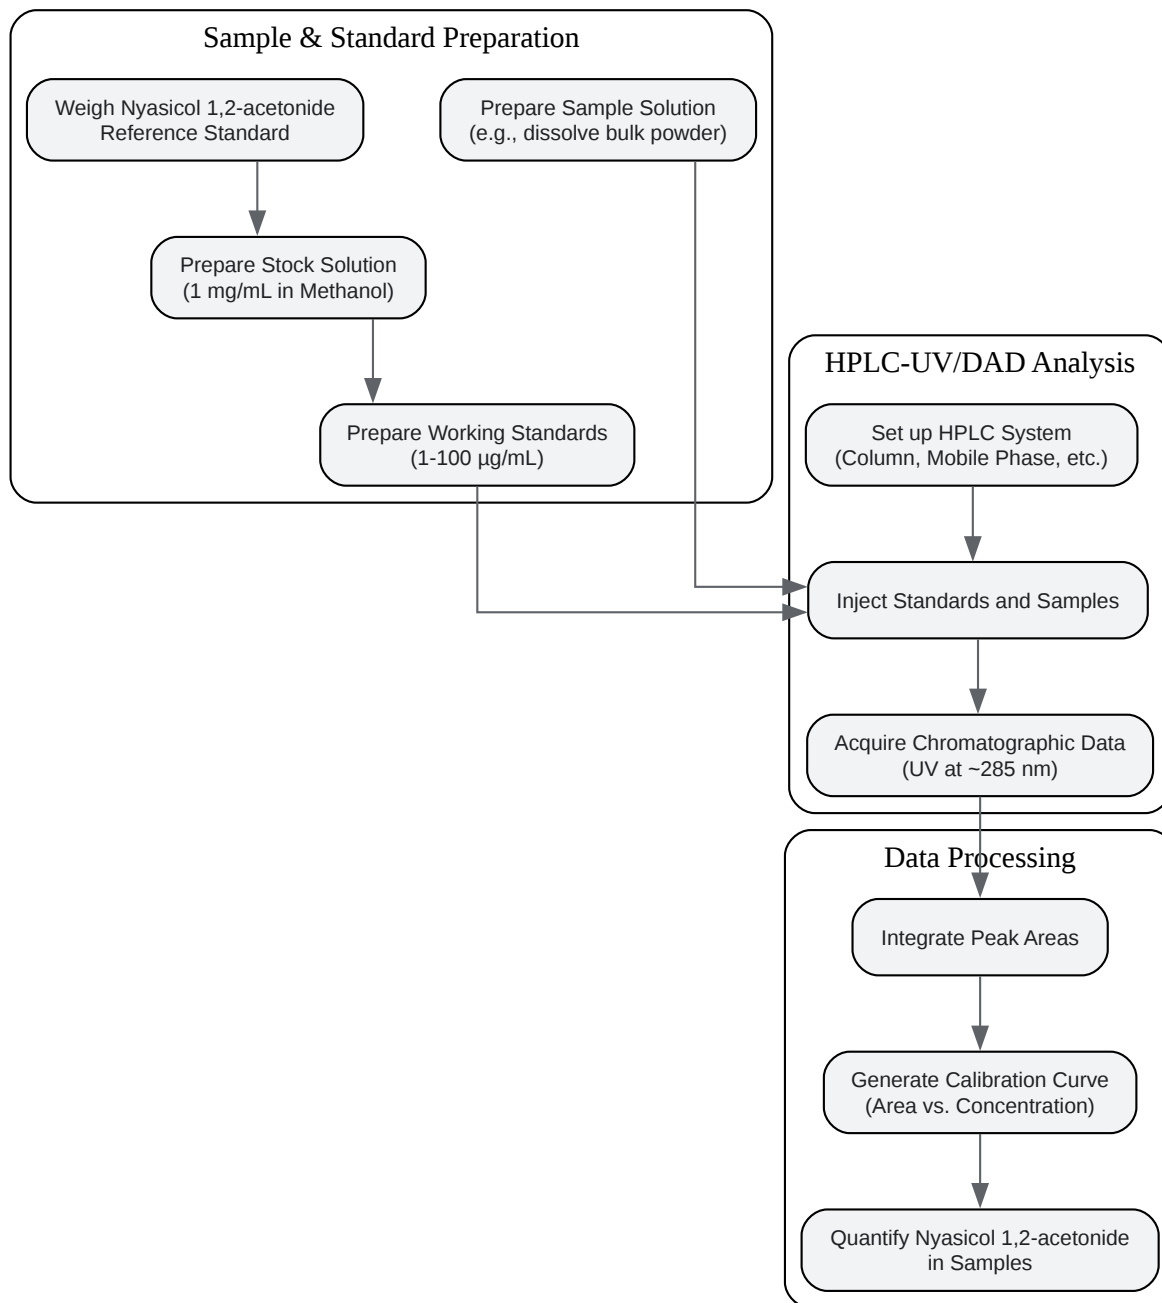 Sample & Standard Preparation
Weigh Nyasicol 1,2-acetonide
Reference Standard
Prepare Sample Solution
(e.g., dissolve bulk powder)
Prepare Stock Solution
(1 mg/mL in Methanol)
Prepare Working Standards
(1-100 µg/mL)
HPLC-UV/DAD Analysis
Set up HPLC System
(Column, Mobile Phase, etc.)
Inject Standards and Samples
Acquire Chromatographic Data
(UV at ~285 nm)
Data Processing
Integrate Peak Areas
Generate Calibration Curve
(Area vs. Concentration)
Quantify Nyasicol 1,2-acetonide
in Samples